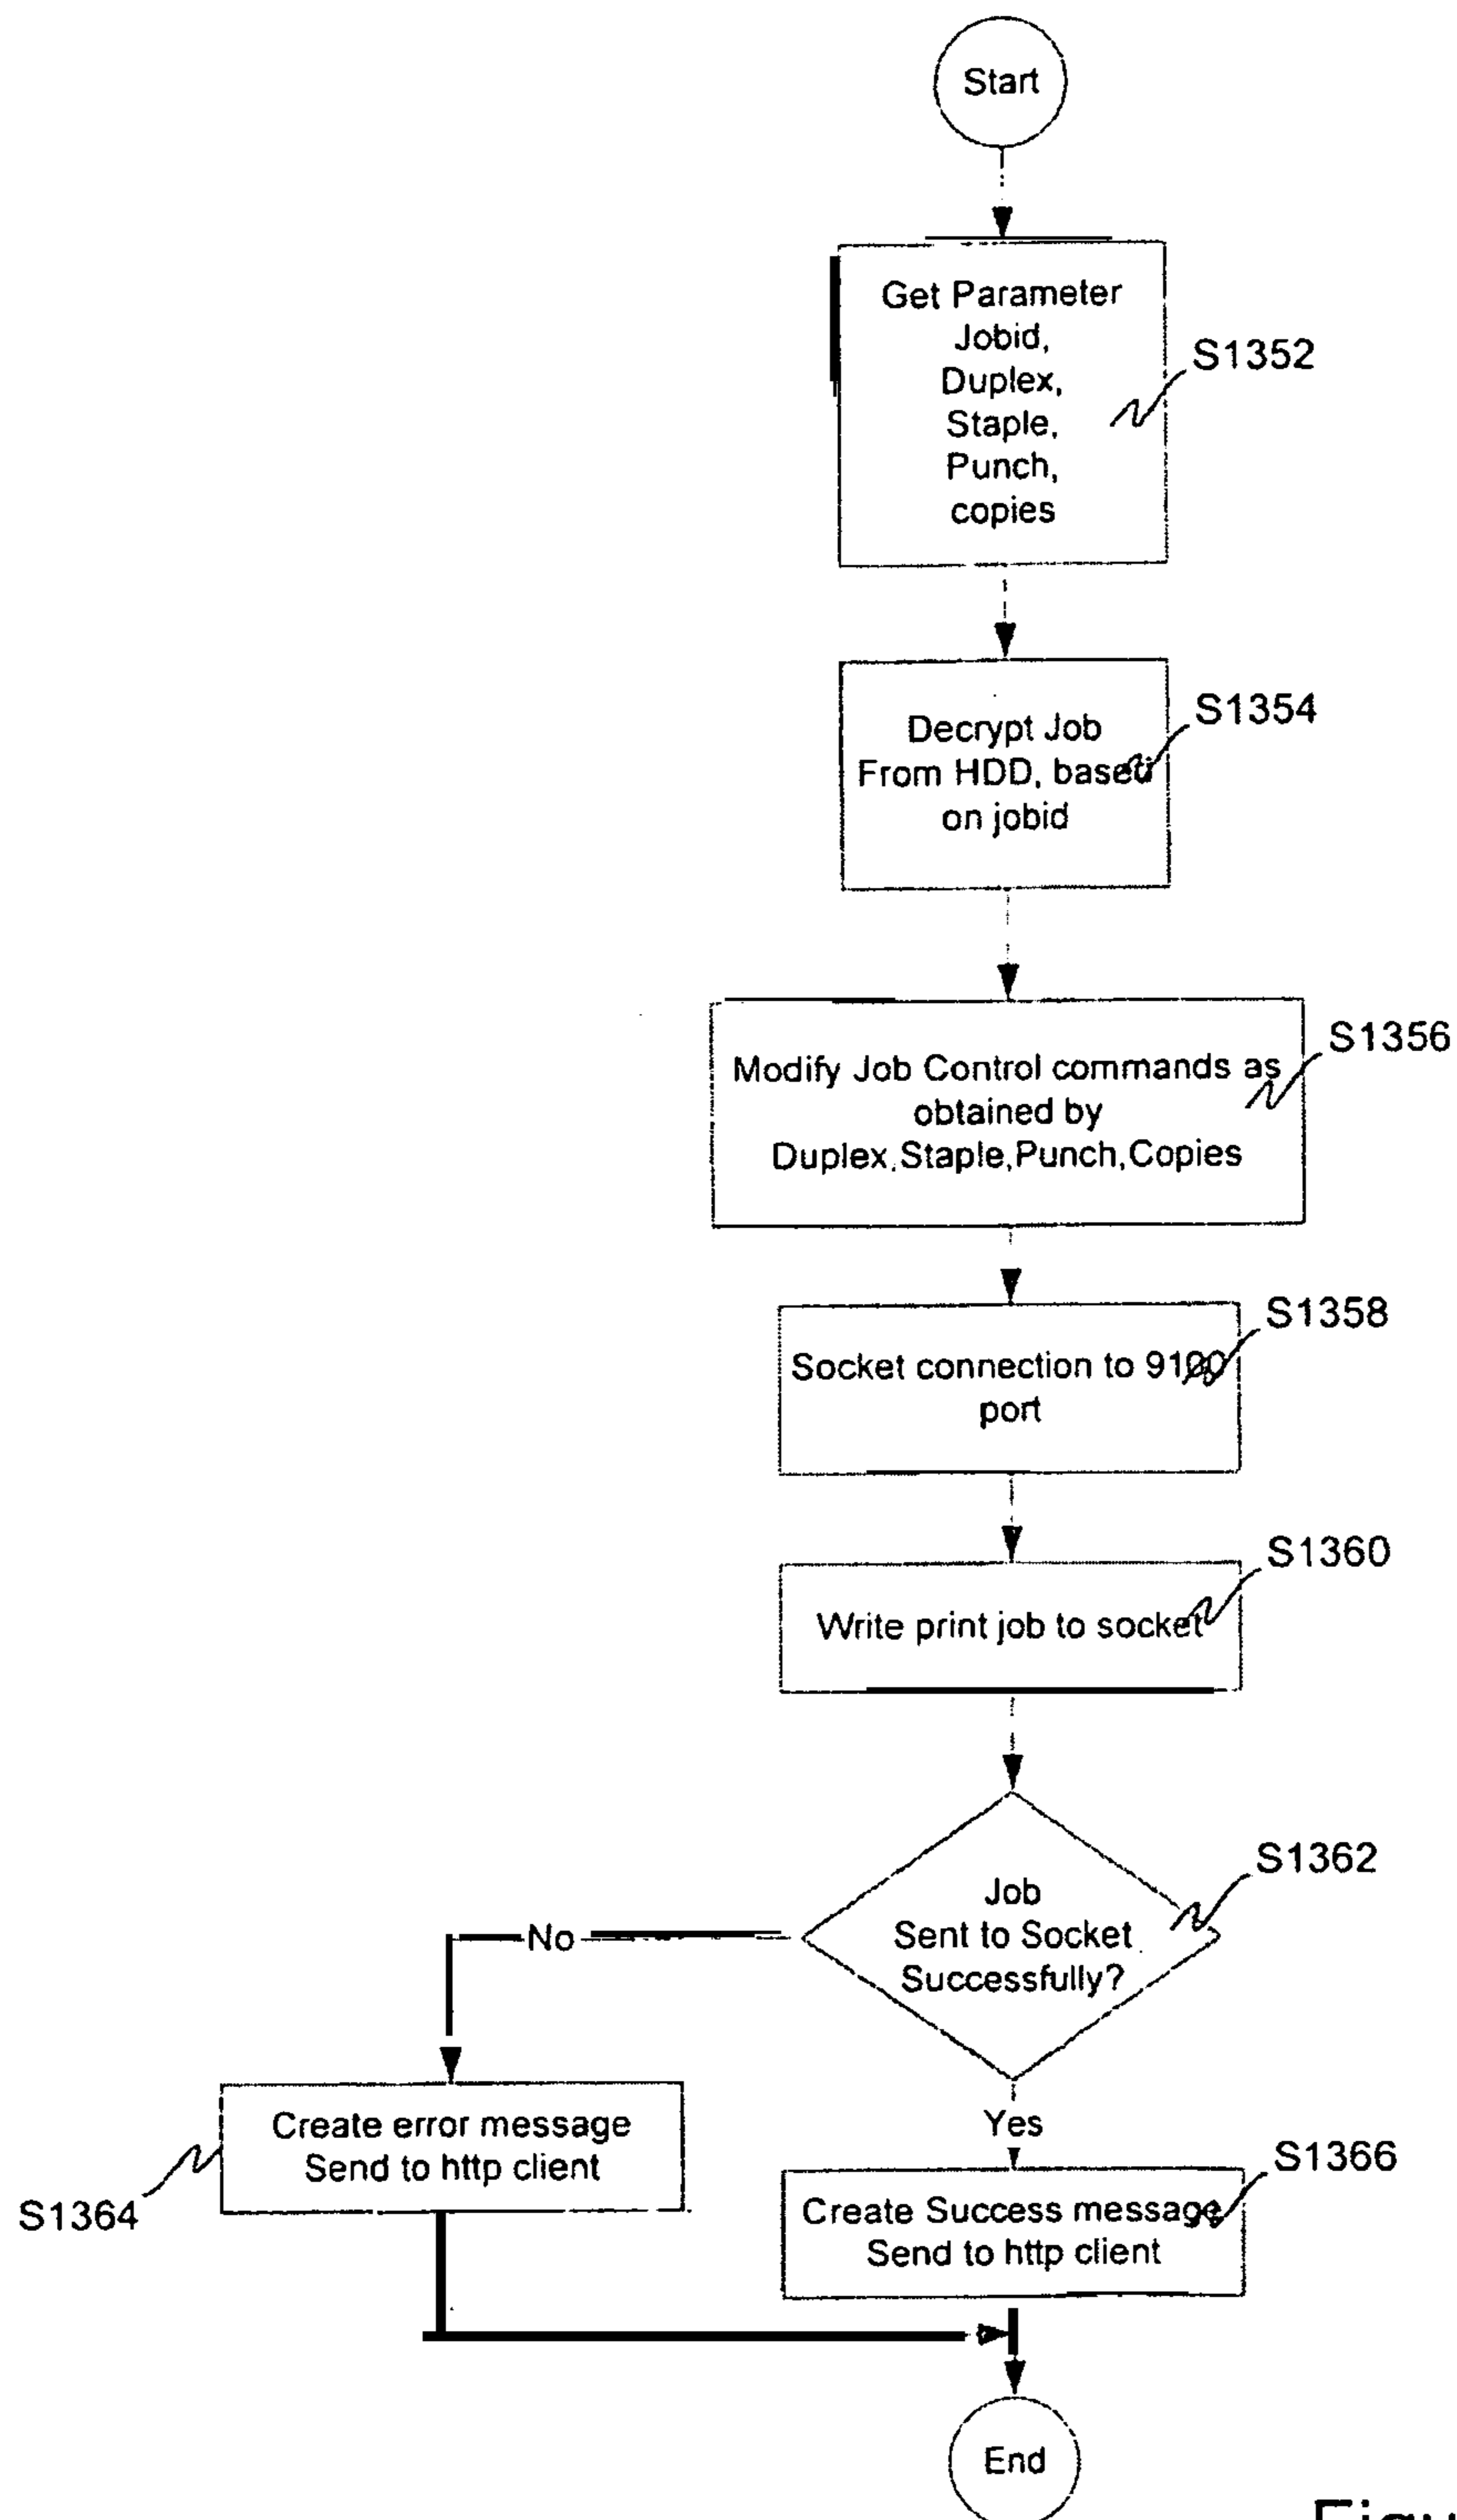 Start
Get Parameter
Jobid,
Duplex,
Staple,
Punch,
copies
S1352
Decrypt Job
From HDD, based
on jobid
S1354
Modify Job Control commands as
obtained by
Duplex,Staple,Punch,Copies
S1356
Socket connection to 9100
port
S1358
Write print job to socket
S1360
Job
Sent to Socket
Successfully?
S1362
No
Yes
Create error message
Send to http client
S1364
Create Success message
Send to http client
S1366
End